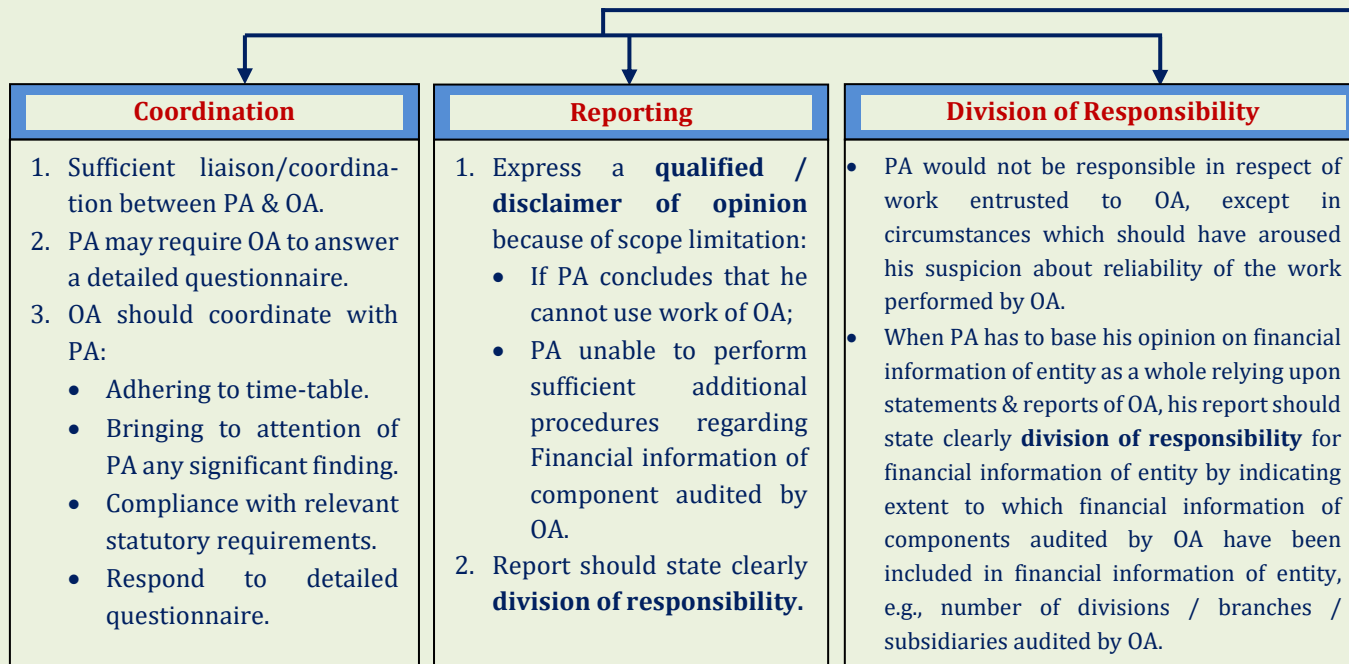 Coordination
1. Sufficient liaison/coordina-
tion between PA & OA.
2. PA may require OA to answer
a detailed questionnaire.
3. OA should coordinate with
PA:
• Adhering to time-table.
• Bringing to attention of
PA any significant finding.
• Compliance with relevant
statutory requirements.
• Respond to detailed
questionnaire.
Reporting
1. Express a qualified /
disclaimer of opinion
because of scope limitation:
• If PA concludes that he
cannot use work of OA;
• PA unable to perform
sufficient additional
procedures regarding
Financial information of
component audited by
OA.
2. Report should state clearly
division of responsibility.
Division of Responsibility
• PA would not be responsible in respect of
work entrusted to OA, except in
circumstances which should have aroused
his suspicion about reliability of the work
performed by OA.
• When PA has to base his opinion on financial
information of entity as a whole relying upon
statements & reports of OA, his report should
state clearly division of responsibility for
financial information of entity by indicating
extent to which financial information of
components audited by OA have been
included in financial information of entity,
e.g., number of divisions / branches /
subsidiaries audited by OA.